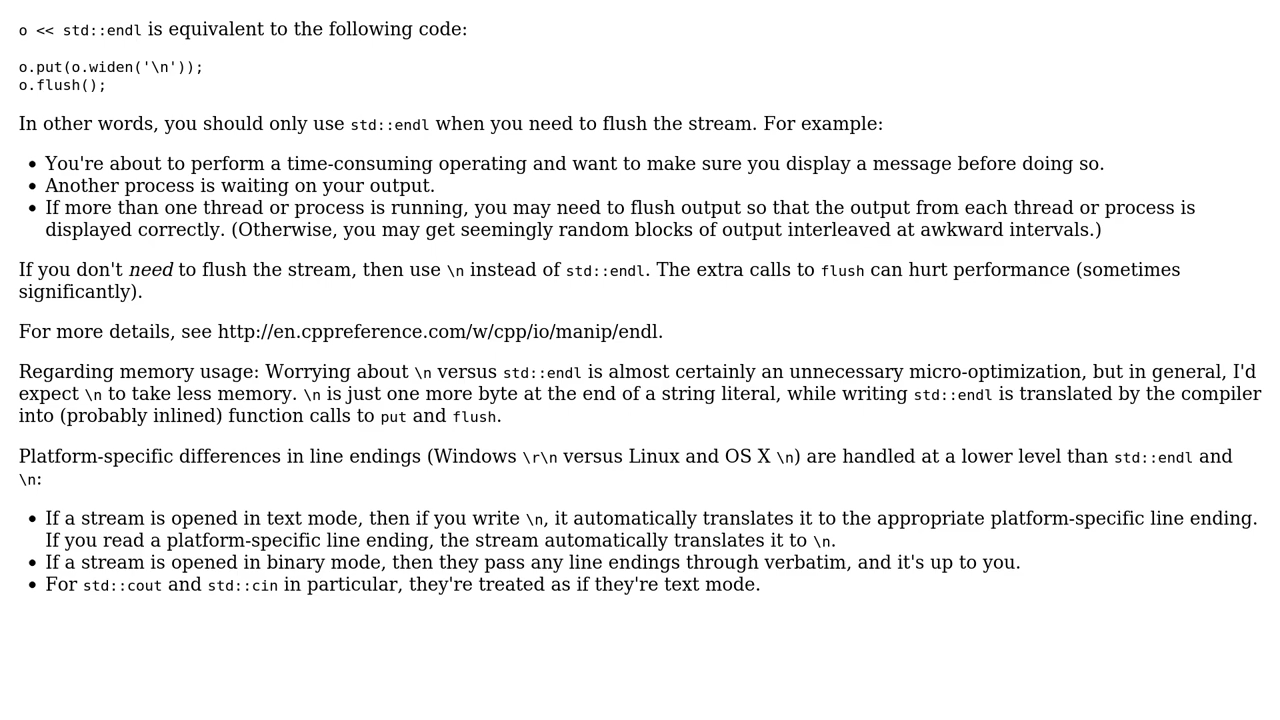 o << std::endl is equivalent to the following code:
o.put(o.widen('\n'));
o.flush();
In other words, you should only use std::endl when you need to flush the stream. For example:
• You're about to perform a time-consuming operating and want to make sure you display a message before doing so.
• Another process is waiting on your output.
• If more than one thread or process is running, you may need to flush output so that the output from each thread or process is
displayed correctly. (Otherwise, you may get seemingly random blocks of output interleaved at awkward intervals.)
If you don't need to flush the stream, then use \n instead of std::endl. The extra calls to flush can hurt performance (sometimes
significantly).
For more details, see http://en.cppreference.com/w/cpp/io/manip/endl.
Regarding memory usage: Worrying about \n versus std::endl is almost certainly an unnecessary micro-optimization, but in general, I'd
expect \n to take less memory. \n is just one more byte at the end of a string literal, while writing std::endl is translated by the compiler
into (probably inlined) function calls to put and flush.
Platform-specific differences in line endings (Windows \r\n versus Linux and OS X \n) are handled at a lower level than std::endl and
\n:
• If a stream is opened in text mode, then if you write \n, it automatically translates it to the appropriate platform-specific line ending.
If you read a platform-specific line ending, the stream automatically translates it to \n.
• If a stream is opened in binary mode, then they pass any line endings through verbatim, and it's up to you.
• For std::cout and std::cin in particular, they're treated as if they're text mode.